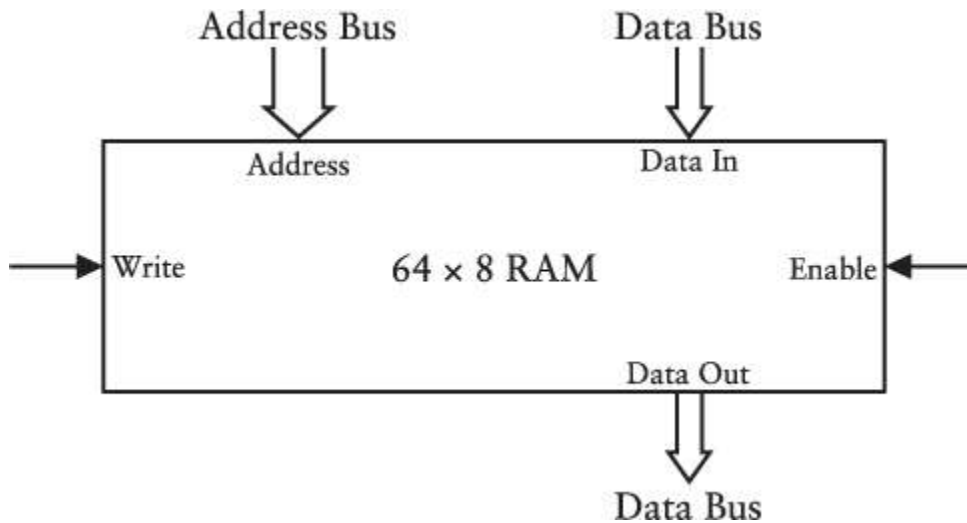 Address Bus
Data Bus
Address
Data In
Write
64 × 8 RAM
Enable
Data Out
Data Bus